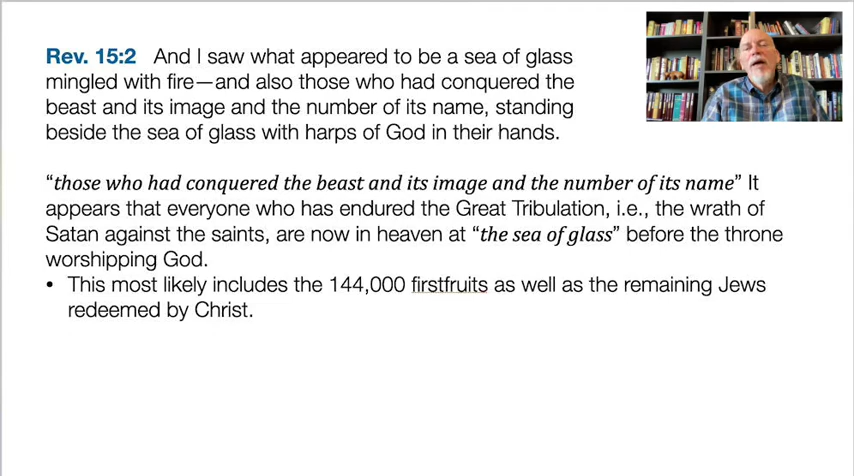 Rev. 15:2 And I saw what appeared to be a sea of glass
mingled with fire—and also those who had conquered the
beast and its image and the number of its name, standing
beside the sea of glass with harps of God in their hands.
“those who had conquered the beast and its image and the number of its name” It
appears that everyone who has endured the Great Tribulation, i.e., the wrath of
Satan against the saints, are now in heaven at “the sea of glass” before the throne
worshipping God.
• This most likely includes the 144,000 firstfruits as well as the remaining Jews
redeemed by Christ.